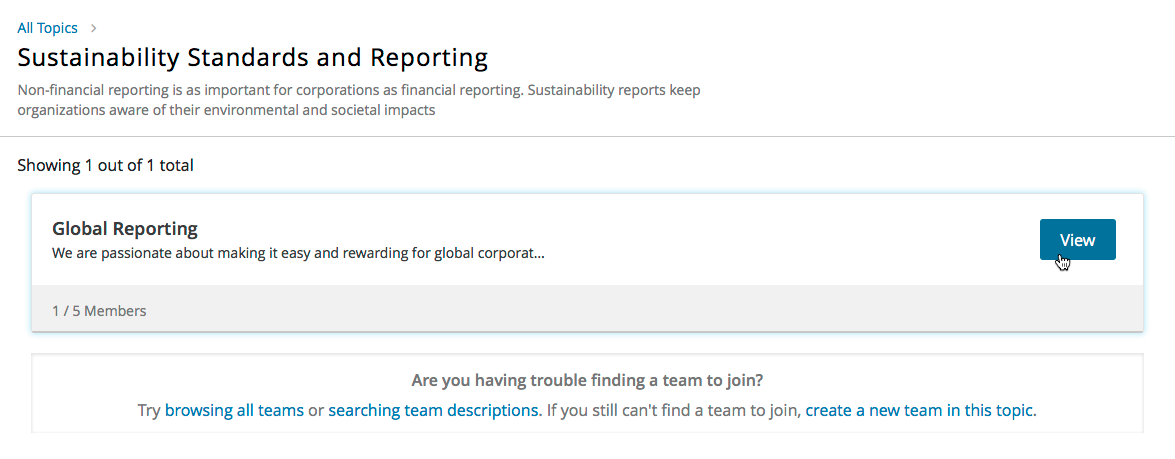 All Topics >
Sustainability Standards and Reporting
Non-financial reporting is as important for corporations as financial reporting. Sustainability reports keep
organizations aware of their environmental and societal impacts
Showing 1 out of 1 total
Global Reporting
We are passionate about making it easy and rewarding for global corporat...
View
1 / 5 Members
Are you having trouble finding a team to join?
Try browsing all teams or searching team descriptions. If you still can't find a team to join, create a new team in this topic.